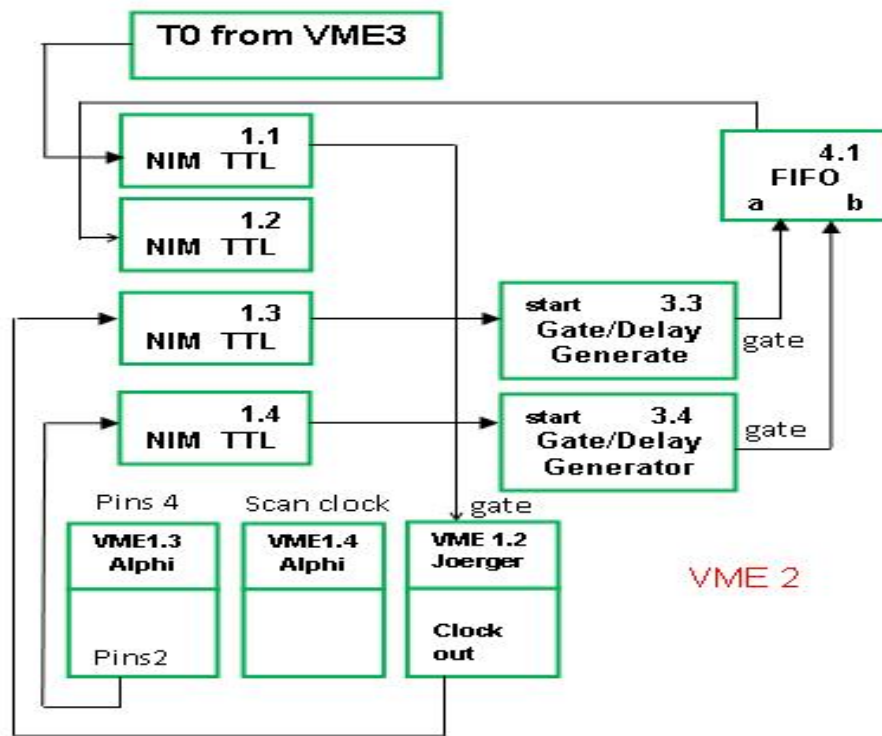 T0 from VME3
1.1
NIM TTL
4.1
FIFO
a b
1.2
NIM TTL
1.3
NIM TTL
start 3.3
Gate/Delay
Generate
gate
1.4
NIM TTL
start 3.4
Gate/Delay
Generator
gate
Pins 4
Scan clock
gate
VME1.3
Alphi
Pins2
VME1.4
Alphi
VME 1.2
Joerger
Clock
out
VME 2